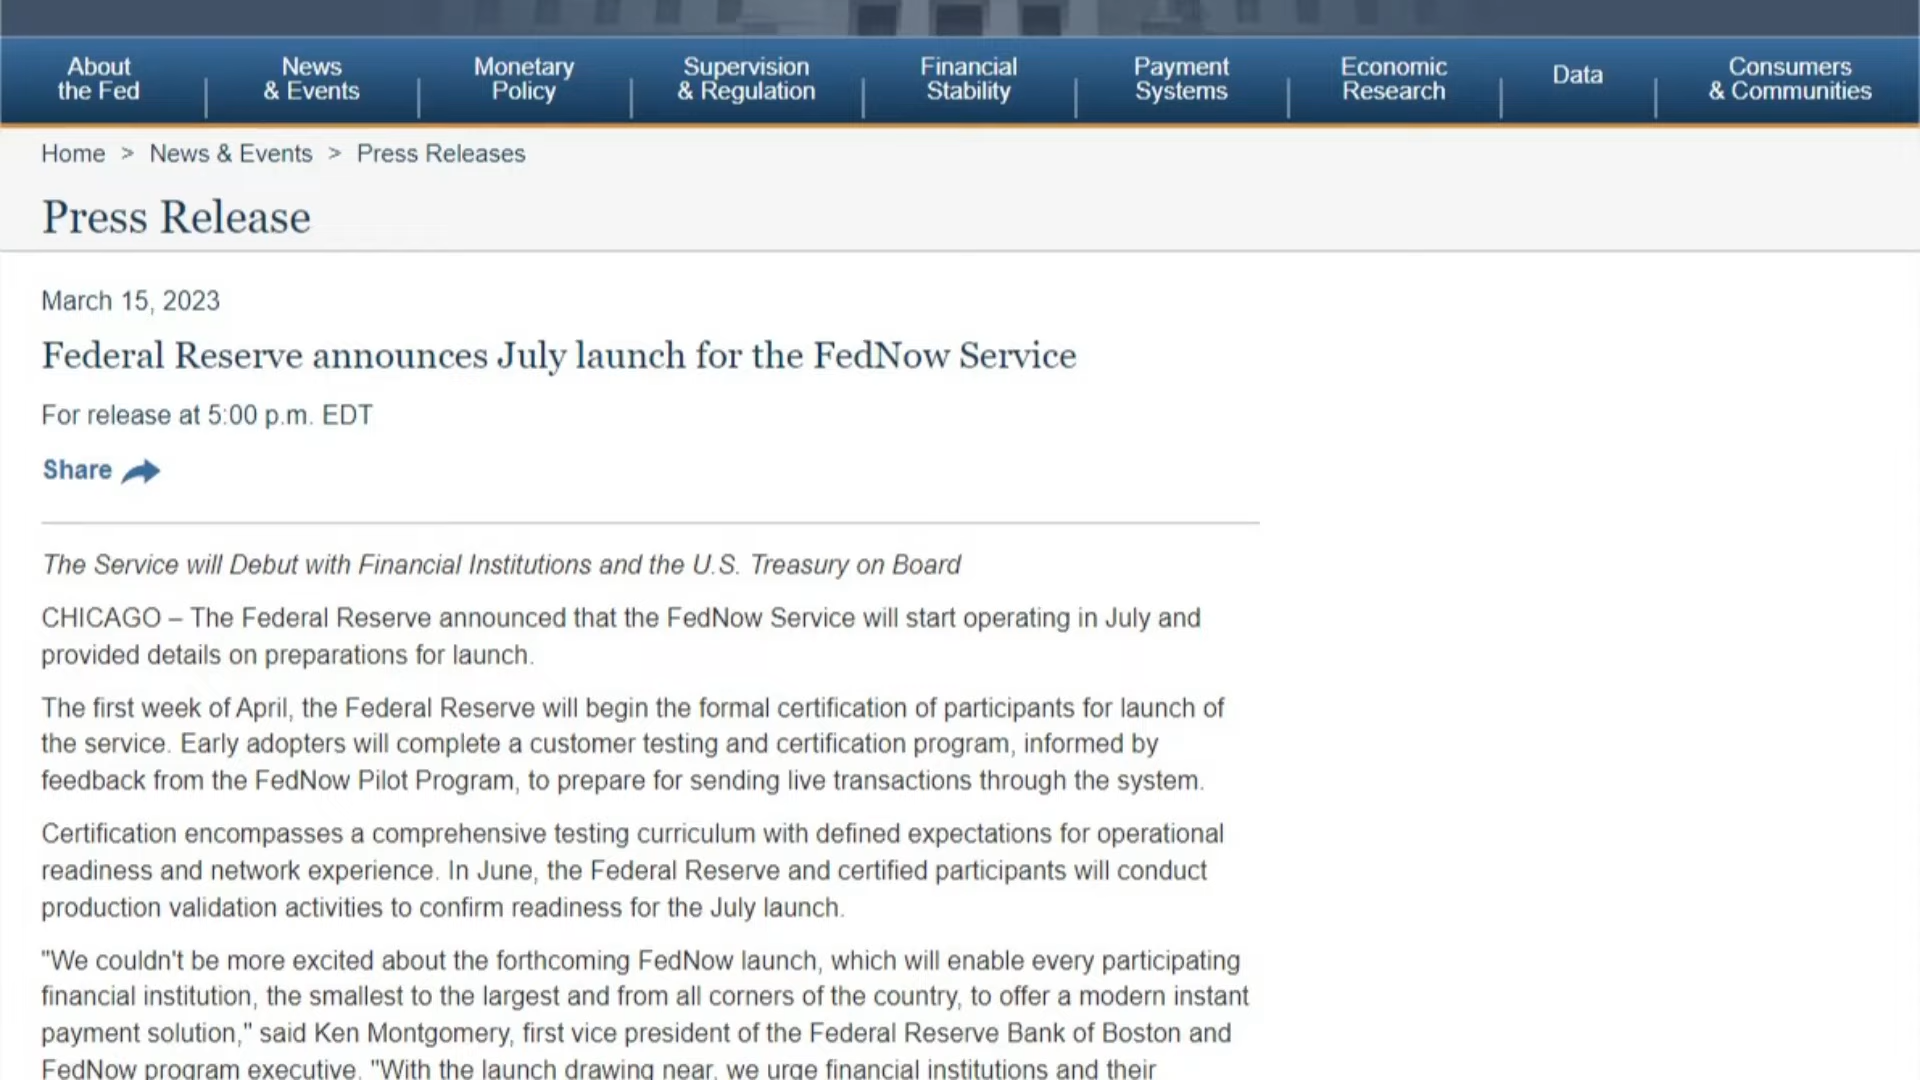 About the Fed
News & Events
Monetary Policy
Supervision & Regulation
Financial Stability
Payment Systems
Economic Research
Data
Consumers & Communities
Home > News & Events > Press Releases
Press Release
March 15, 2023
Federal Reserve announces July launch for the FedNow Service
For release at 5:00 p.m. EDT
Share
The Service will Debut with Financial Institutions and the U.S. Treasury on Board
CHICAGO – The Federal Reserve announced that the FedNow Service will start operating in July and
provided details on preparations for launch.
The first week of April, the Federal Reserve will begin the formal certification of participants for launch of
the service. Early adopters will complete a customer testing and certification program, informed by
feedback from the FedNow Pilot Program, to prepare for sending live transactions through the system.
Certification encompasses a comprehensive testing curriculum with defined expectations for operational
readiness and network experience. In June, the Federal Reserve and certified participants will conduct
production validation activities to confirm readiness for the July launch.
"We couldn't be more excited about the forthcoming FedNow launch, which will enable every participating
financial institution, the smallest to the largest and from all corners of the country, to offer a modern instant
payment solution," said Ken Montgomery, first vice president of the Federal Reserve Bank of Boston and
FedNow program executive. "With the launch drawing near, we urge financial institutions and their